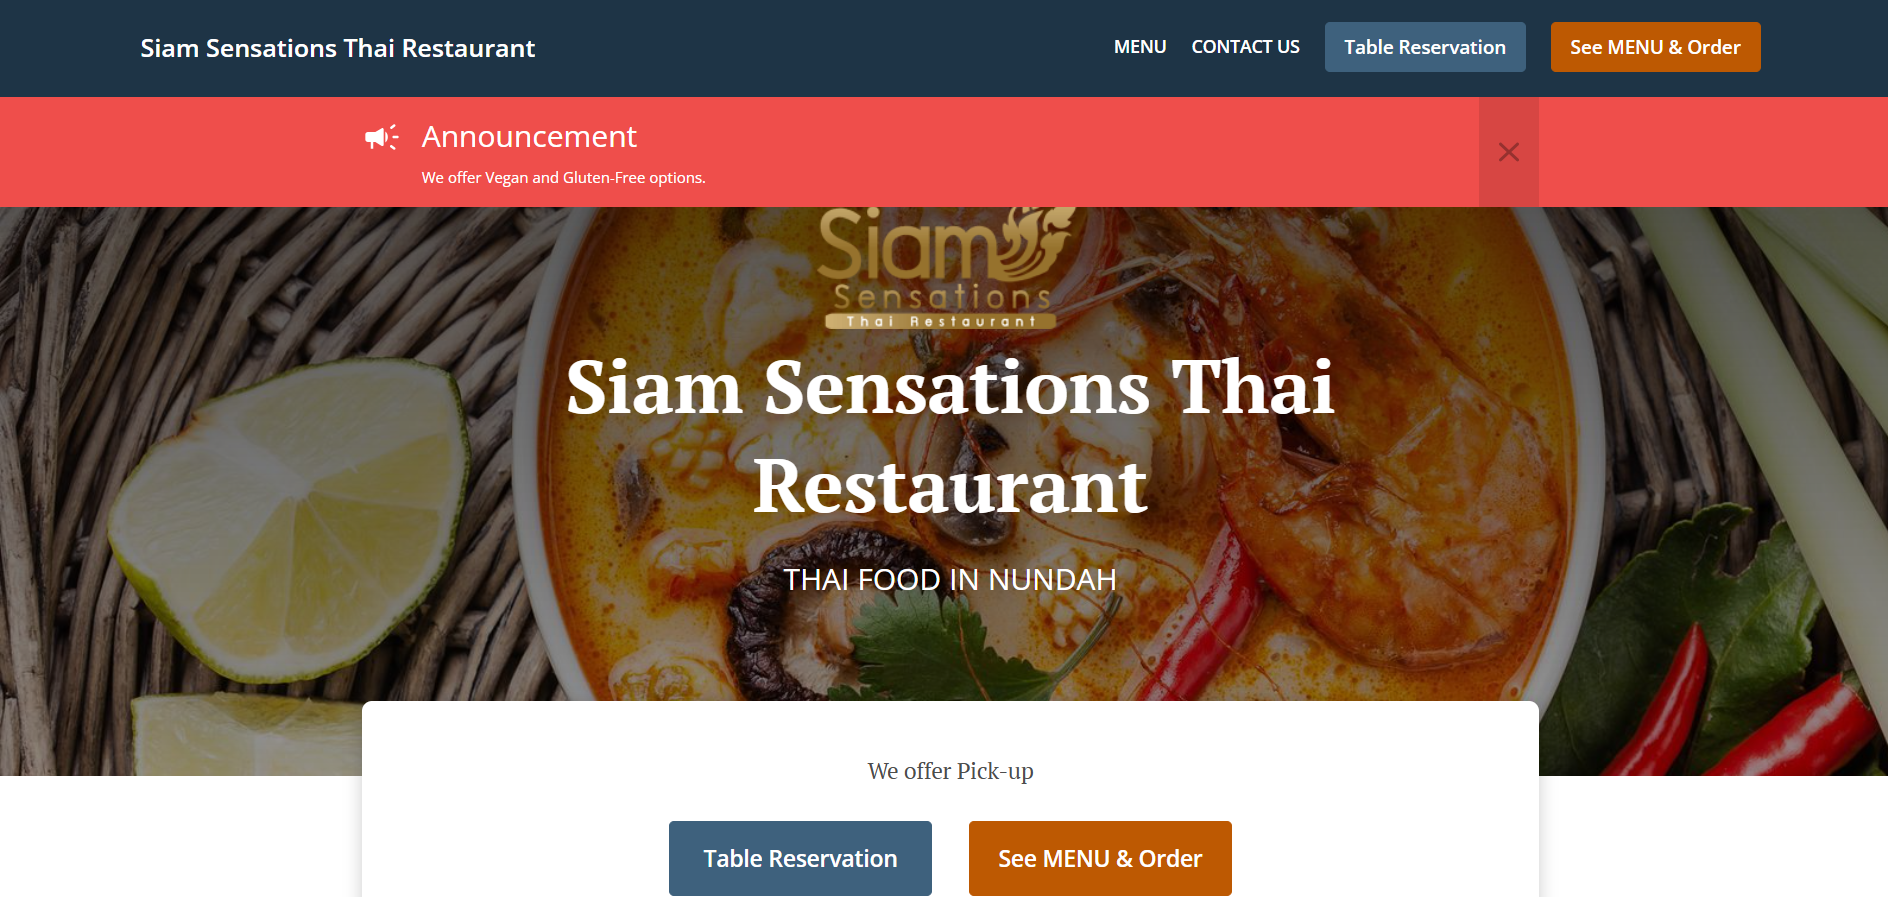 Siam Sensations Thai Restaurant
MENU
CONTACT US
Table Reservation
See MENU & Order
Announcement
We offer Vegan and Gluten-Free options.
Siam
Sensations
Thai Restaurant
Siam Sensations Thai
Restaurant
THAI FOOD IN NUNDAH
We offer Pick-up
Table Reservation
See MENU & Order